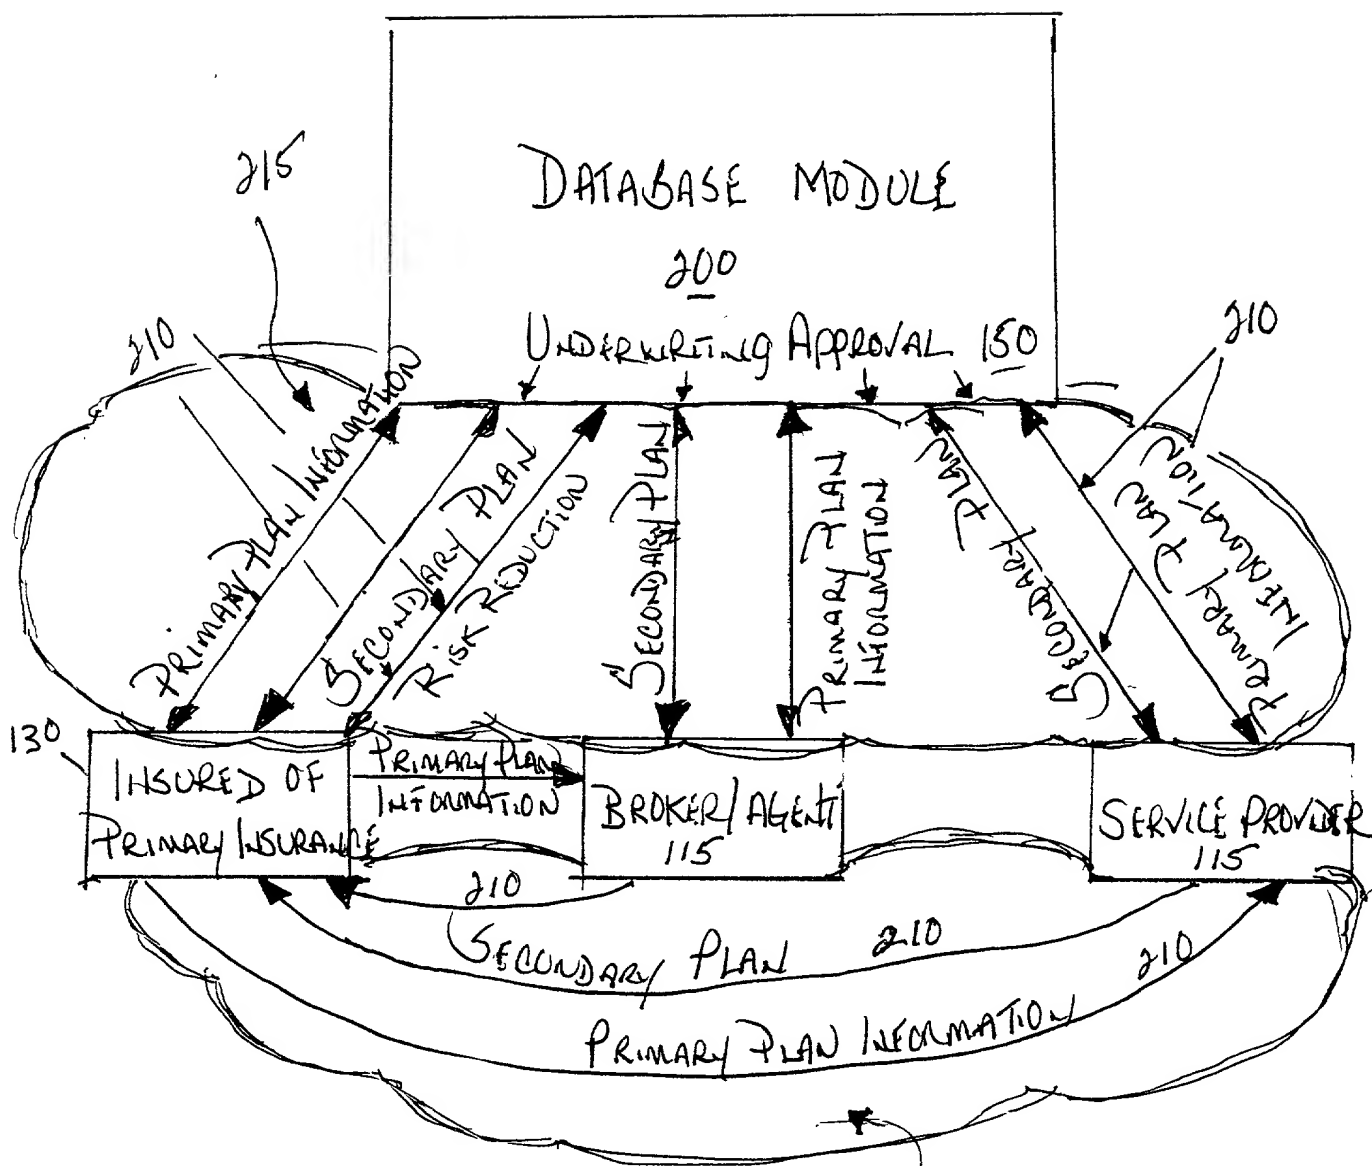 215
DATABASE MODULE
200
210
UNDERWRITING APPROVAL 150
210
PRIMARY PLAN INFORMATION
SECONDARY PLAN
RISK REDUCTION
SECONDARY PLAN
PRIMARY PLAN
INFORMATION
SECONDARY PLAN
PRIMARY PLAN
INFORMATION
130
INSURED OF
PRIMARY INSURANCE
PRIMARY PLAN
INFORMATION
BROKER/AGENT
115
SERVICE PROVIDER
115
210
SECONDARY PLAN 210
210
PRIMARY PLAN INFORMATION